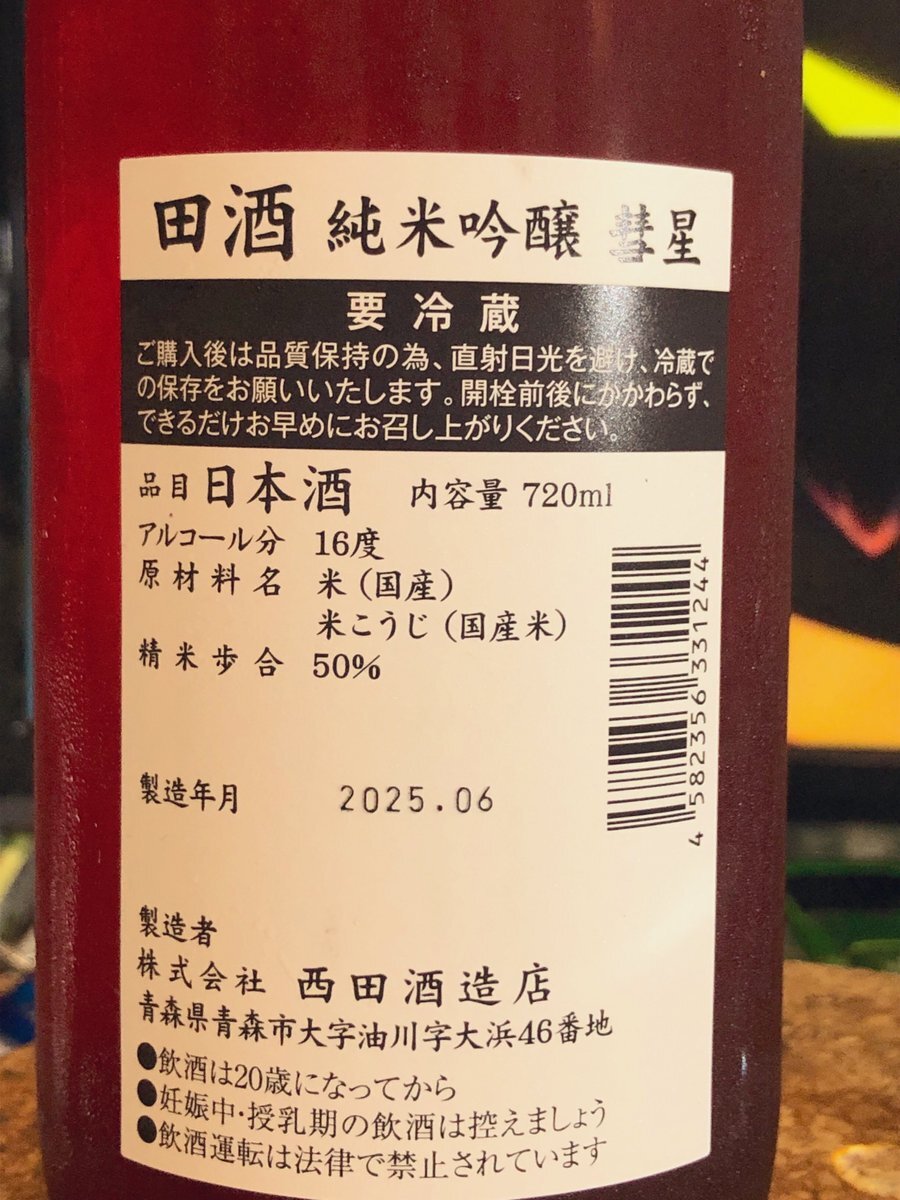 田酒 純米吟醸 彗星
要冷蔵
ご購入後は品質保持の為、直射日光を避け、冷蔵で
の保存をお願いいたします。開栓前後にかかわらず、
できるだけお早めにお召し上がりください。
品目 日本酒 内容量 720ml
アルコール分 16度
原材料名 米(国産)
米こうじ(国産米)
精米歩合 50%
4582356331244
製造年月 2025.06
製造者
株式会社 西田酒造店
青森県青森市大字油川字大浜46番地
●飲酒は20歳になってから
●妊娠中・授乳期の飲酒は控えましょう
●飲酒運転は法律で禁止されています